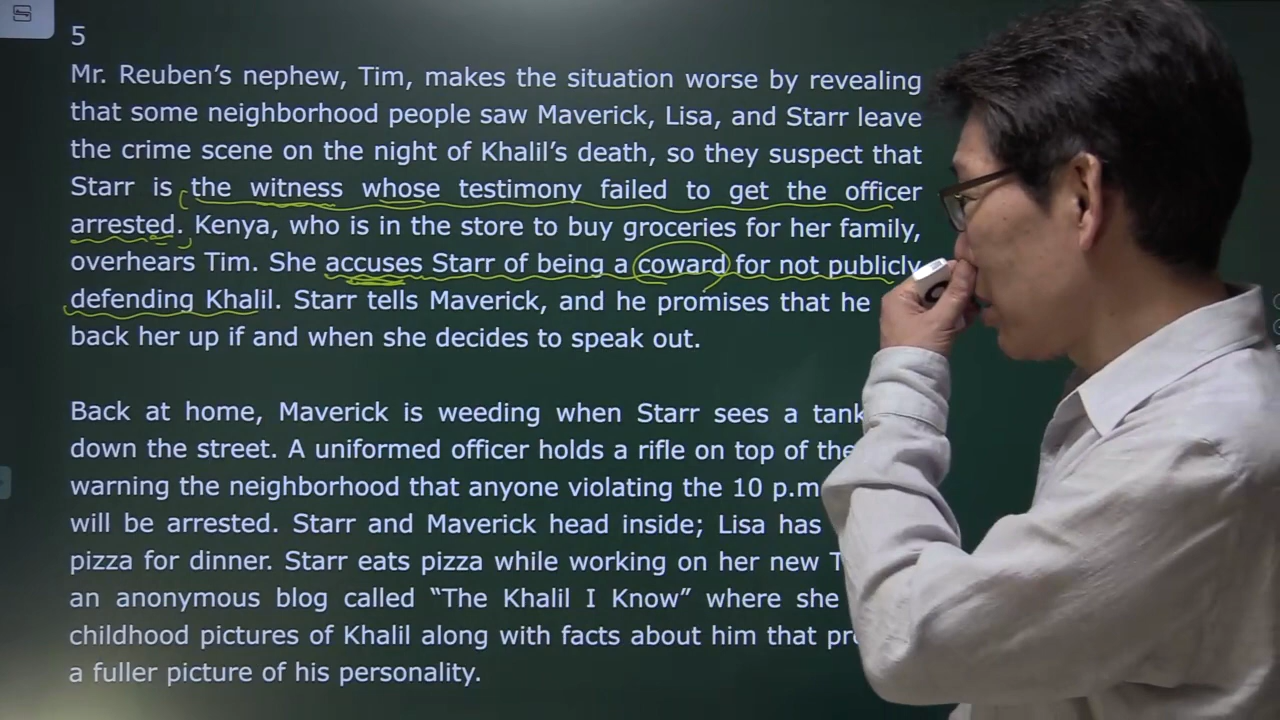 5
Mr. Reuben’s nephew, Tim, makes the situation worse by revealing
that some neighborhood people saw Maverick, Lisa, and Starr leave
the crime scene on the night of Khalil’s death, so they suspect that
Starr is the witness whose testimony failed to get the officer
arrested. Kenya, who is in the store to buy groceries for her family,
overhears Tim. She accuses Starr of being a coward for not publicly
defending Khalil. Starr tells Maverick, and he promises that he
back her up if and when she decides to speak out.
Back at home, Maverick is weeding when Starr sees a tank
down the street. A uniformed officer holds a rifle on top of the
warning the neighborhood that anyone violating the 10 p.m
will be arrested. Starr and Maverick head inside; Lisa has
pizza for dinner. Starr eats pizza while working on her new
an anonymous blog called “The Khalil I Know” where she
childhood pictures of Khalil along with facts about him that
a fuller picture of his personality.